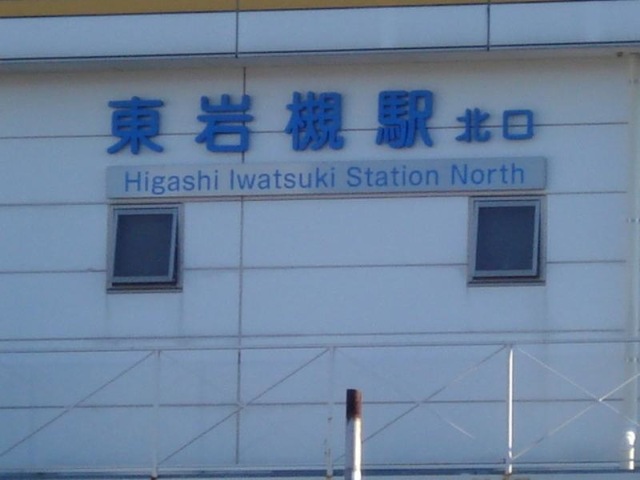 東岩槻駅 北口
Higashi Iwatsuki Station North